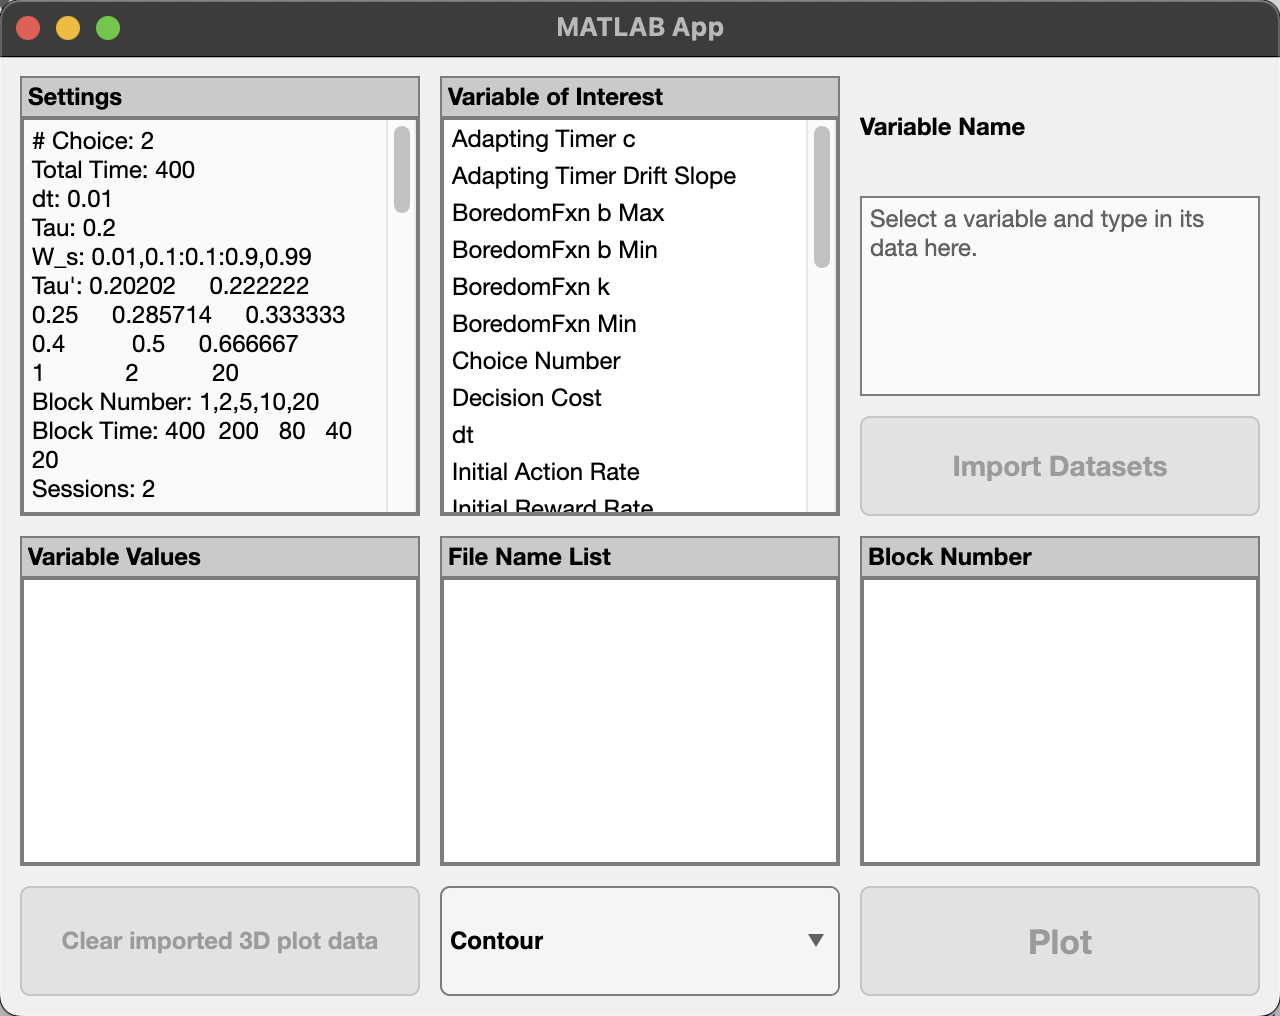 MATLAB App
Settings
# Choice: 2
Total Time: 400
dt: 0.01
Tau: 0.2
W_s: 0.01,0.1:0.1:0.9,0.99
Tau': 0.20202 0.222222
0.25 0.285714 0.333333
0.4 0.5 0.666667
1 2 20
Block Number: 1,2,5,10,20
Block Time: 400 200 80 40
20
Sessions: 2
Variable of Interest
Adapting Timer c
Adapting Timer Drift Slope
BoredomFxn b Max
BoredomFxn b Min
BoredomFxn k
BoredomFxn Min
Choice Number
Decision Cost
dt
Initial Action Rate
Initial Reward Rate
Variable Name
Select a variable and type in its
data here.
Import Datasets
Variable Values
File Name List
Block Number
Clear imported 3D plot data
Contour
Plot